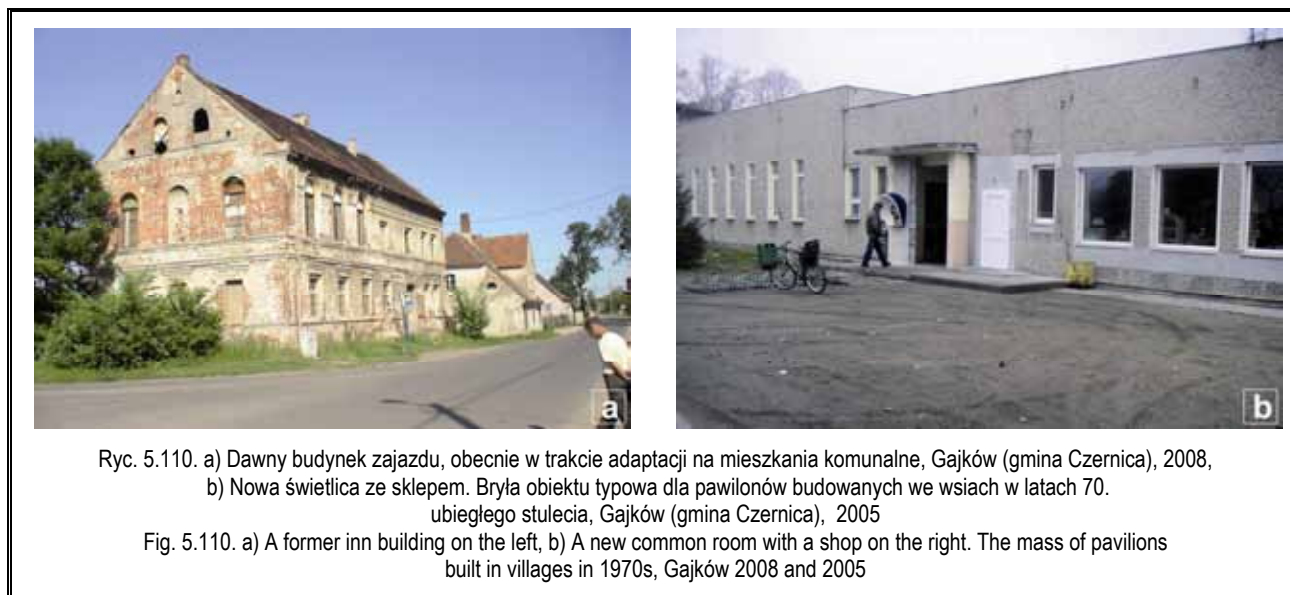 a
b
Ryc. 5.110. a) Dawny budynek zajazdu, obecnie w trakcie adaptacji na mieszkania komunalne, Gajków (gmina Czernica), 2008,
b) Nowa świetlica ze sklepem. Bryła obiektu typowa dla pawilonów budowanych we wsiach w latach 70.
ubiegłego stulecia, Gajków (gmina Czernica), 2005
Fig. 5.110. a) A former inn building on the left, b) A new common room with a shop on the right. The mass of pavilions
built in villages in 1970s, Gajków 2008 and 2005